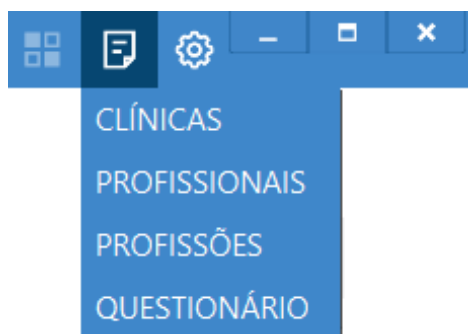 CLÍNICAS
PROFISSIONAIS
PROFISSÕES
QUESTIONÁRIO